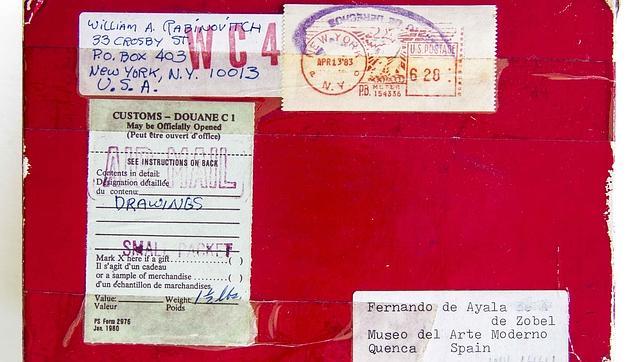 WILLIAM A. RABINOVITCH
33 CROSBY ST
P.O. BOX 403
NEW YORK, N.Y. 10013
U.S.A.
WC4
NEW YORK
APR 13 '83
N.Y.
U.S. POSTAGE
6 20
P.B. METER
154336
CUSTOMS – DOUANE C 1
May be Officially Opened
(Peut être ouvert d'office)
SEE INSTRUCTIONS ON BACK
AIR MAIL
Contents in detail:
Désignation détaillée
du contenu:
DRAWINGS
SMALL PACKET
Mark X here if a gift ( )
Il s'agit d'un cadeau
or a sample of merchandise ( )
d'un échantillon de marchandises
Value: Weight: 1½ lbs
Valeur Poids
PS Form 2976
Jan. 1980
Fernando de Ayala
de Zobel
Museo del Arte Moderno
Quenca Spain